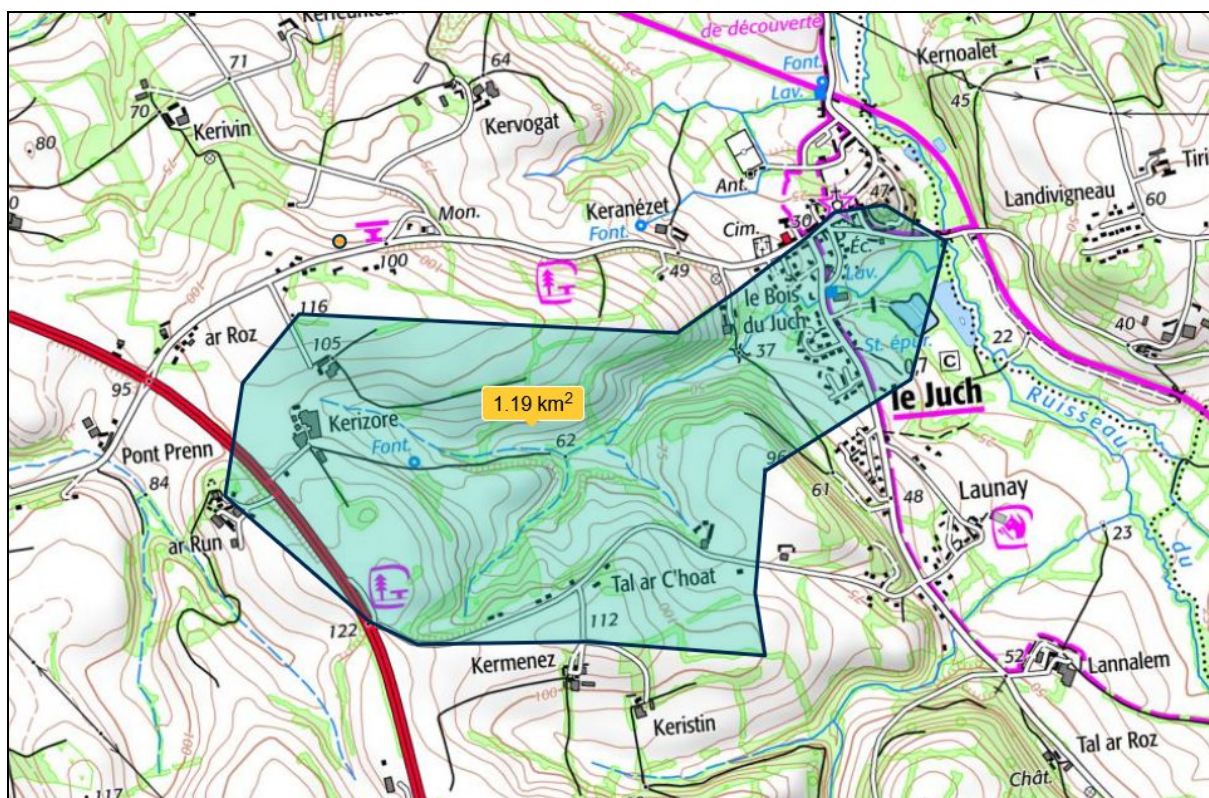 de découverte
Font.
Lav.
Kernoalet
45
64
71
70
Kerivin
80
75
Kervogat
Ant.
47
Tiri
Landivigneau
60
Keranézet
Font.
Mon.
Cim.
30
100
49
Éc.
Lav.
le Bois
du Juch
37
116
ar Roz
105
St. épur.
22
40
C
le Juch
Ruisseau
du
95
1.19 km²
Kerizore
Font.
62
Pont Prenn
84
96
61
48
Launay
23
ar Run
Tal ar C'hoat
112
122
Kermenez
100
52
Lannalem
Keristin
Tal ar Roz
Chât.
117